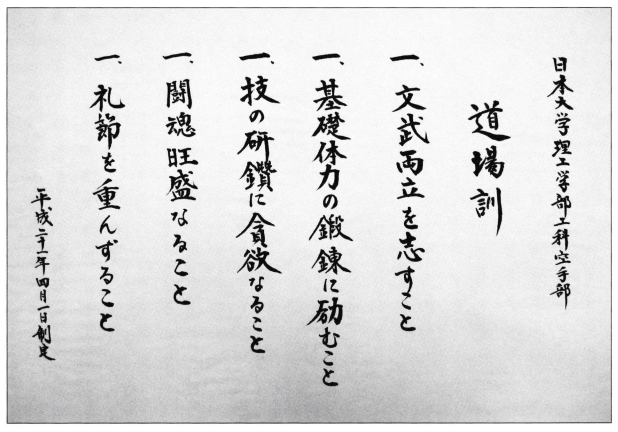 日本大学理工学部工科空手部
道場訓
一、文武両立を志すこと
一、基礎体力の鍛錬に励むこと
一、技の研鑽に貪欲なること
一、闘魂旺盛なること
一、礼節を重んずること
平成二十一年四月一日制定